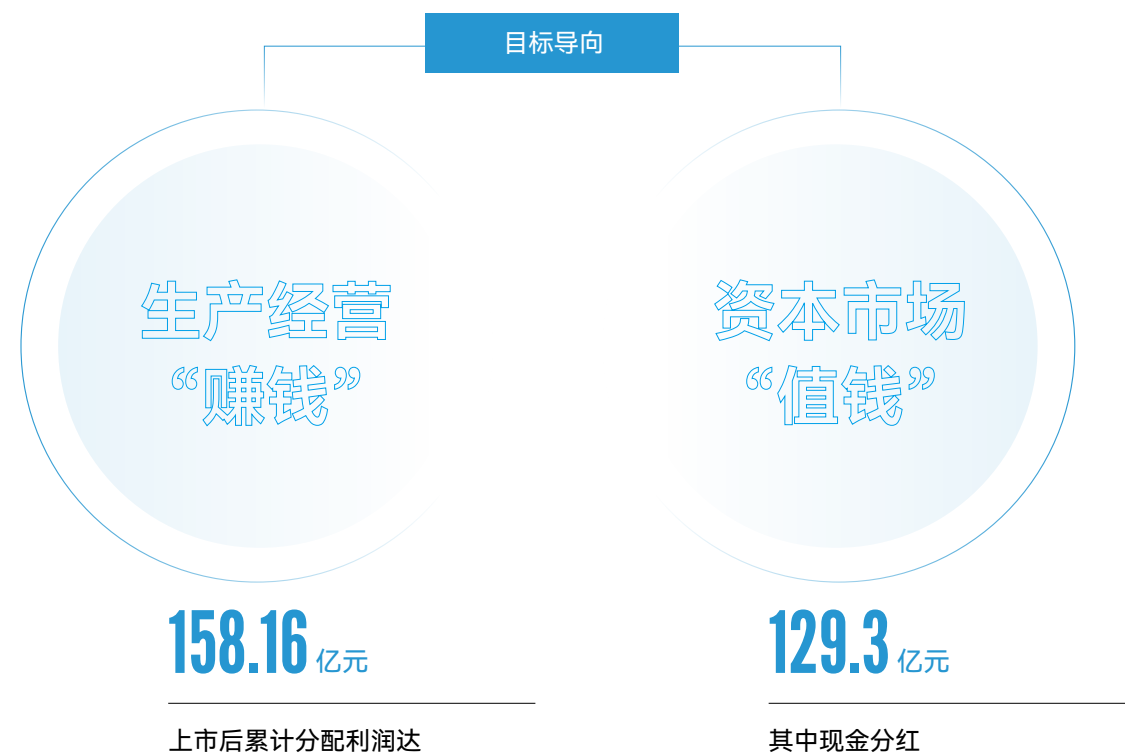 目标导向
生产经营
“赚钱”
资本市场
“值钱”
158.16 亿元
上市后累计分配利润达
129.3 亿元
其中现金分红